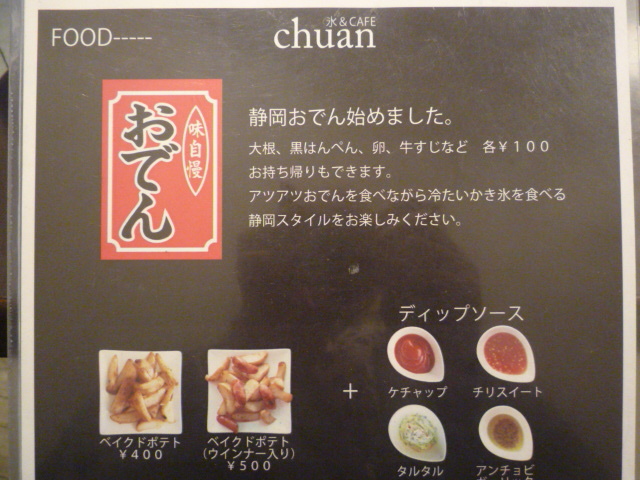 FOOD-----
氷&CAFE
chuan
味自慢
おでん
静岡おでん始めました。
大根、黒はんぺん、卵、牛すじなど 各￥１００
お持ち帰りもできます。
アツアツおでんを食べながら冷たいかき氷を食べる
静岡スタイルをお楽しみください。
ディップソース
ベイクドポテト
￥４００
ベイクドポテト
（ウインナー入り）
￥５００
＋
ケチャップ
チリスイート
タルタル
アンチョビ